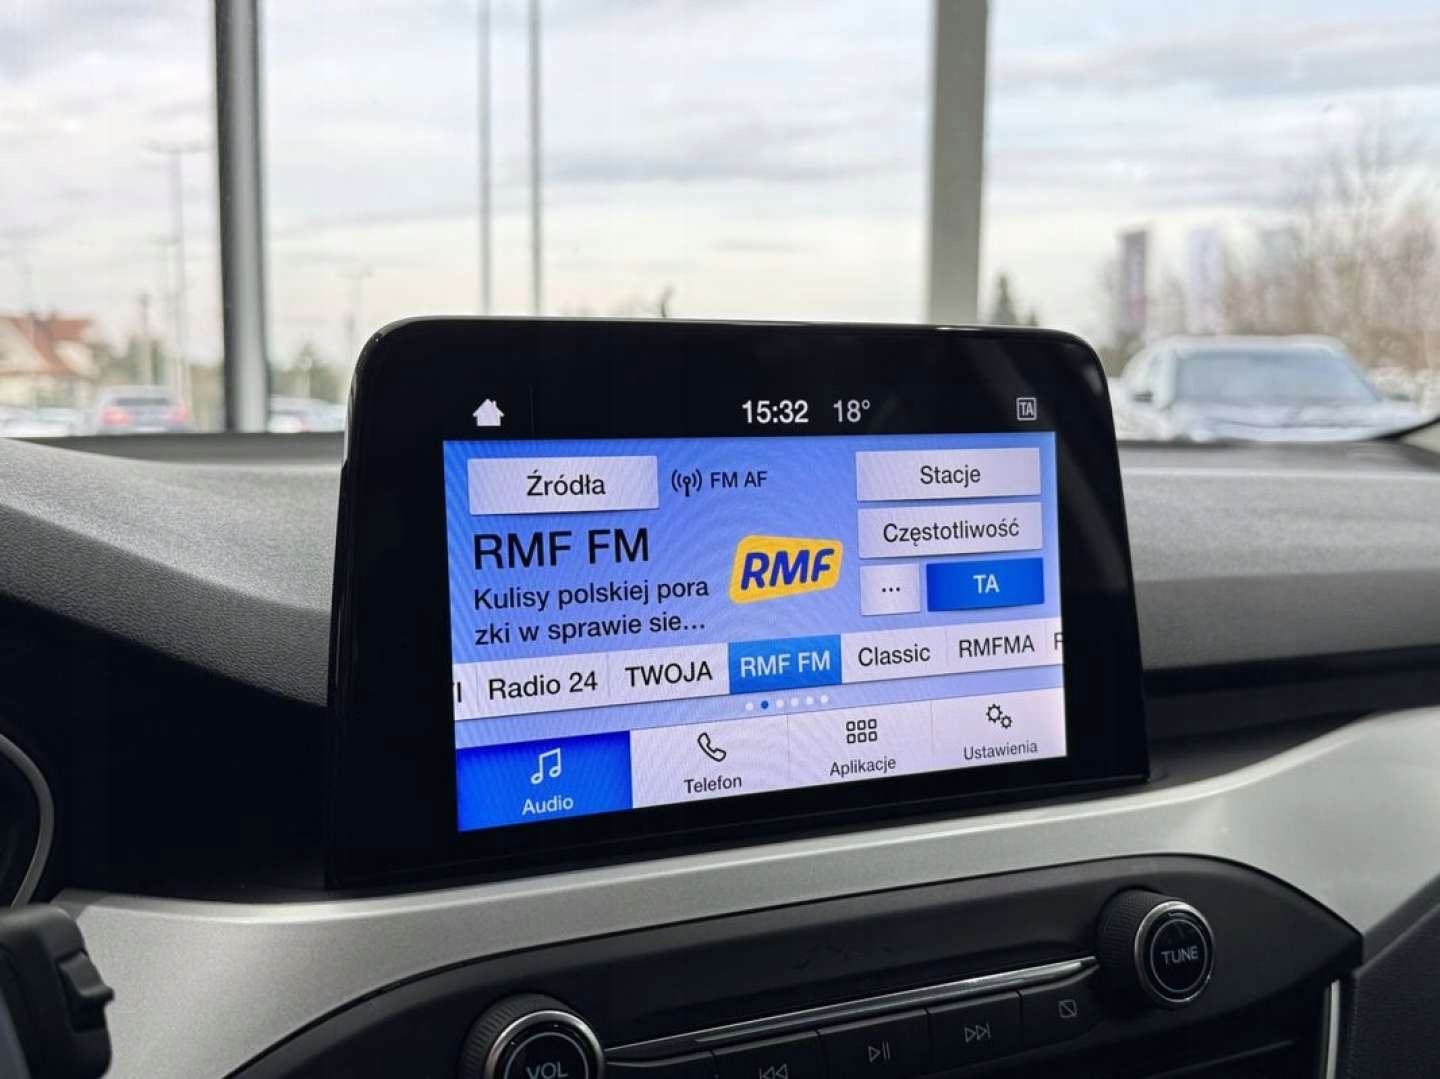 15:32 18° TA
Źródła FM AF Stacje
RMF FM Częstotliwość
RMF
Kulisy polskiej pora
zki w sprawie sie...
... TA
Radio 24 TWOJA RMF FM Classic RMFMA
Audio Telefon Aplikacje Ustawienia
TUNE
VOL